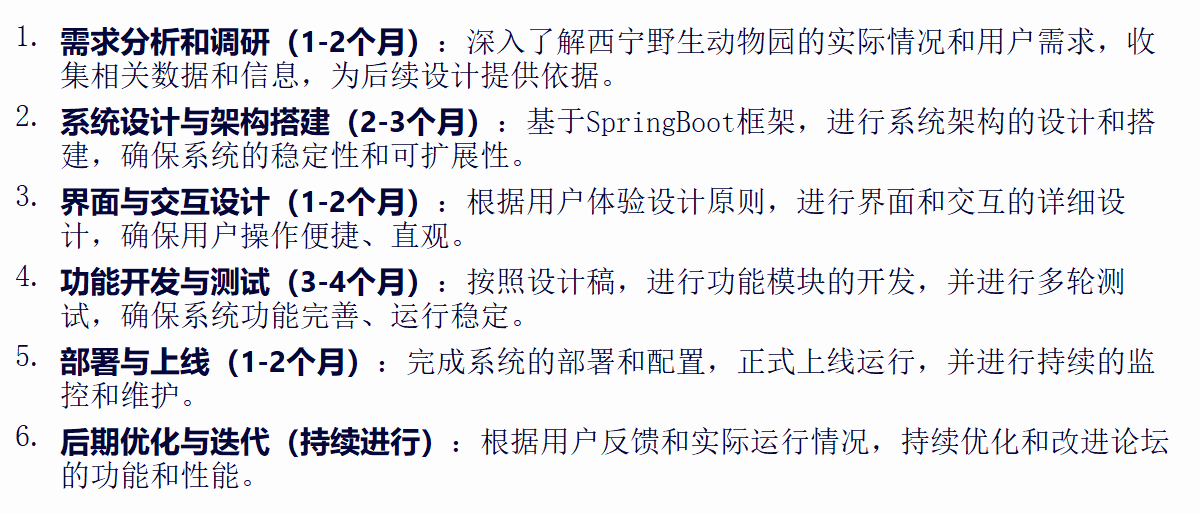 1. 需求分析和调研（1-2个月）：深入了解西宁野生动物园的实际情况和用户需求，收
集相关数据和信息，为后续设计提供依据。
2. 系统设计与架构搭建（2-3个月）：基于SpringBoot框架，进行系统架构的设计和搭
建，确保系统的稳定性和可扩展性。
3. 界面与交互设计（1-2个月）：根据用户体验设计原则，进行界面和交互的详细设
计，确保用户操作便捷、直观。
4. 功能开发与测试（3-4个月）：按照设计稿，进行功能模块的开发，并进行多轮测
试，确保系统功能完善、运行稳定。
5. 部署与上线（1-2个月）：完成系统的部署和配置，正式上线运行，并进行持续的监
控和维护。
6. 后期优化与迭代（持续进行）：根据用户反馈和实际运行情况，持续优化和改进论坛
的功能和性能。